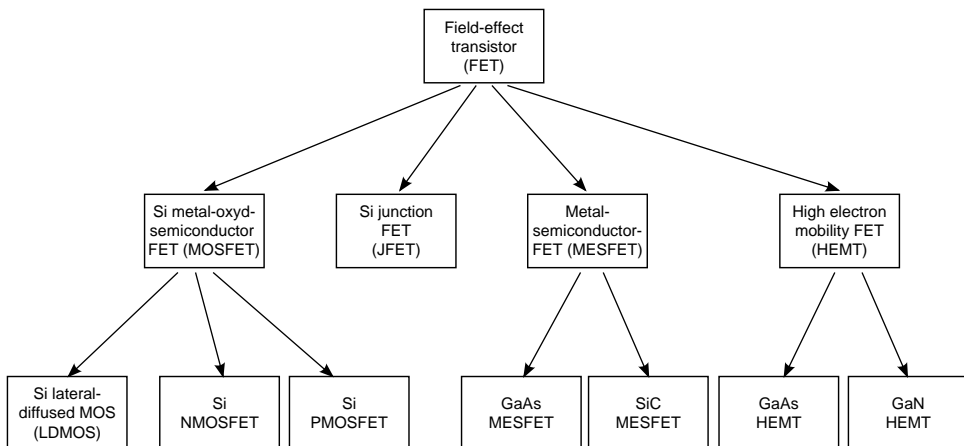 Field-effect
transistor
(FET)
Si metal-oxyd-
semiconductor
FET (MOSFET)
Si junction
FET
(JFET)
Metal-
semiconductor-
FET (MESFET)
High electron
mobility FET
(HEMT)
Si lateral-
diffused MOS
(LDMOS)
Si
NMOSFET
Si
PMOSFET
GaAs
MESFET
SiC
MESFET
GaAs
HEMT
GaN
HEMT